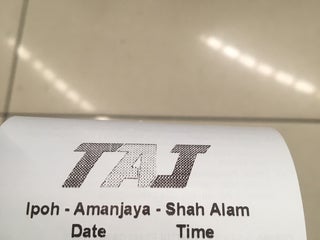 TAJ
Ipoh - Amanjaya - Shah Alam
Date Time